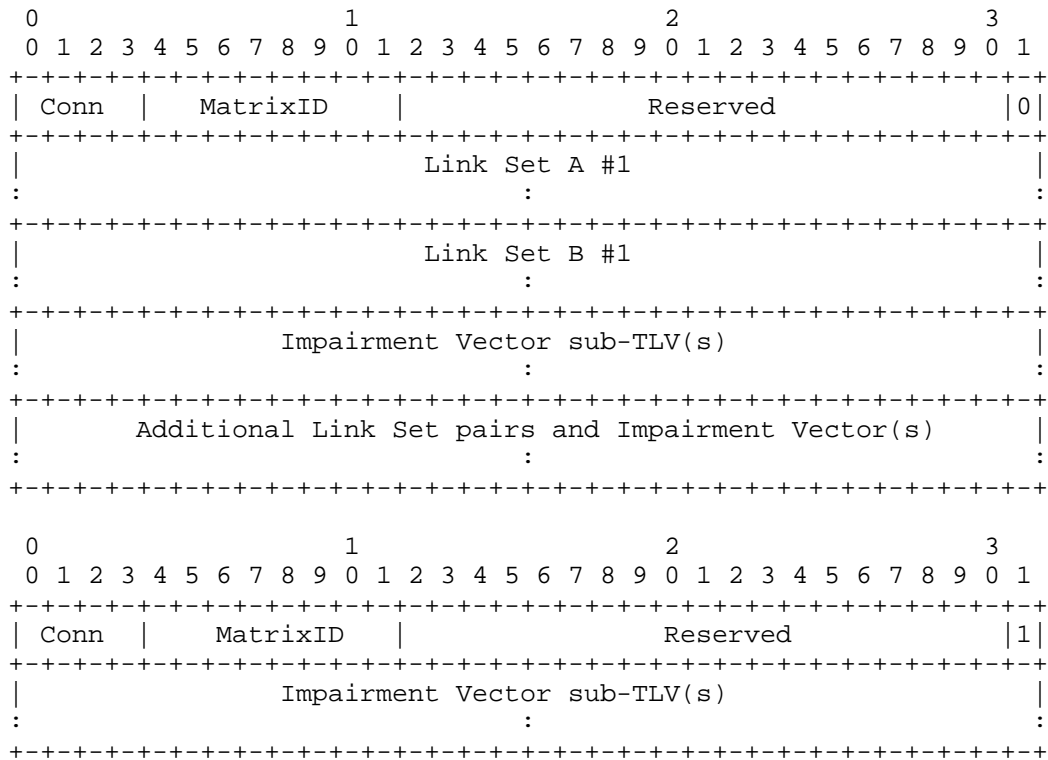 0                   1                   2                   3
 0 1 2 3 4 5 6 7 8 9 0 1 2 3 4 5 6 7 8 9 0 1 2 3 4 5 6 7 8 9 0 1
+-+-+-+-+-+-+-+-+-+-+-+-+-+-+-+-+-+-+-+-+-+-+-+-+-+-+-+-+-+-+-+-+
| Conn  |   MatrixID    |               Reserved              |0|
+-+-+-+-+-+-+-+-+-+-+-+-+-+-+-+-+-+-+-+-+-+-+-+-+-+-+-+-+-+-+-+-+
|                         Link Set A #1                         |
:                               :                               :
+-+-+-+-+-+-+-+-+-+-+-+-+-+-+-+-+-+-+-+-+-+-+-+-+-+-+-+-+-+-+-+-+
|                         Link Set B #1                         |
:                               :                               :
+-+-+-+-+-+-+-+-+-+-+-+-+-+-+-+-+-+-+-+-+-+-+-+-+-+-+-+-+-+-+-+-+
|                Impairment Vector sub-TLV(s)                   |
:                               :                               :
+-+-+-+-+-+-+-+-+-+-+-+-+-+-+-+-+-+-+-+-+-+-+-+-+-+-+-+-+-+-+-+-+
|       Additional Link Set pairs and Impairment Vector(s)      |
:                               :                               :
+-+-+-+-+-+-+-+-+-+-+-+-+-+-+-+-+-+-+-+-+-+-+-+-+-+-+-+-+-+-+-+-+
 0                   1                   2                   3
 0 1 2 3 4 5 6 7 8 9 0 1 2 3 4 5 6 7 8 9 0 1 2 3 4 5 6 7 8 9 0 1
+-+-+-+-+-+-+-+-+-+-+-+-+-+-+-+-+-+-+-+-+-+-+-+-+-+-+-+-+-+-+-+-+
| Conn  |    MatrixID   |                Reserved             |1|
+-+-+-+-+-+-+-+-+-+-+-+-+-+-+-+-+-+-+-+-+-+-+-+-+-+-+-+-+-+-+-+-+
|                Impairment Vector sub-TLV(s)                   |
:                               :                               :
+-+-+-+-+-+-+-+-+-+-+-+-+-+-+-+-+-+-+-+-+-+-+-+-+-+-+-+-+-+-+-+-+